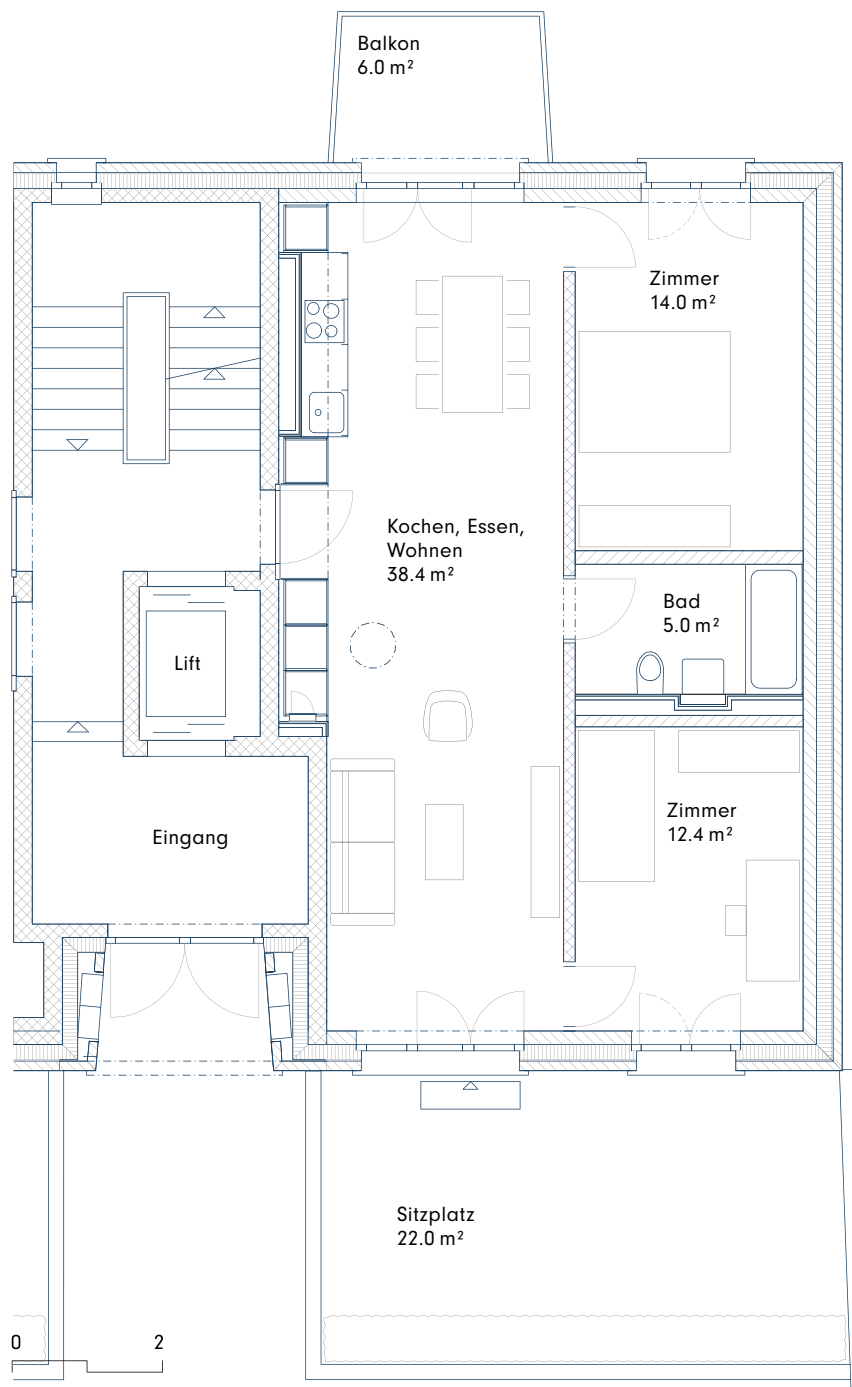 Balkon
6.0 m²
Zimmer
14.0 m²
Kochen, Essen,
Wohnen
38.4 m²
Bad
5.0 m²
Lift
Zimmer
12.4 m²
Eingang
Sitzplatz
22.0 m²
0 2